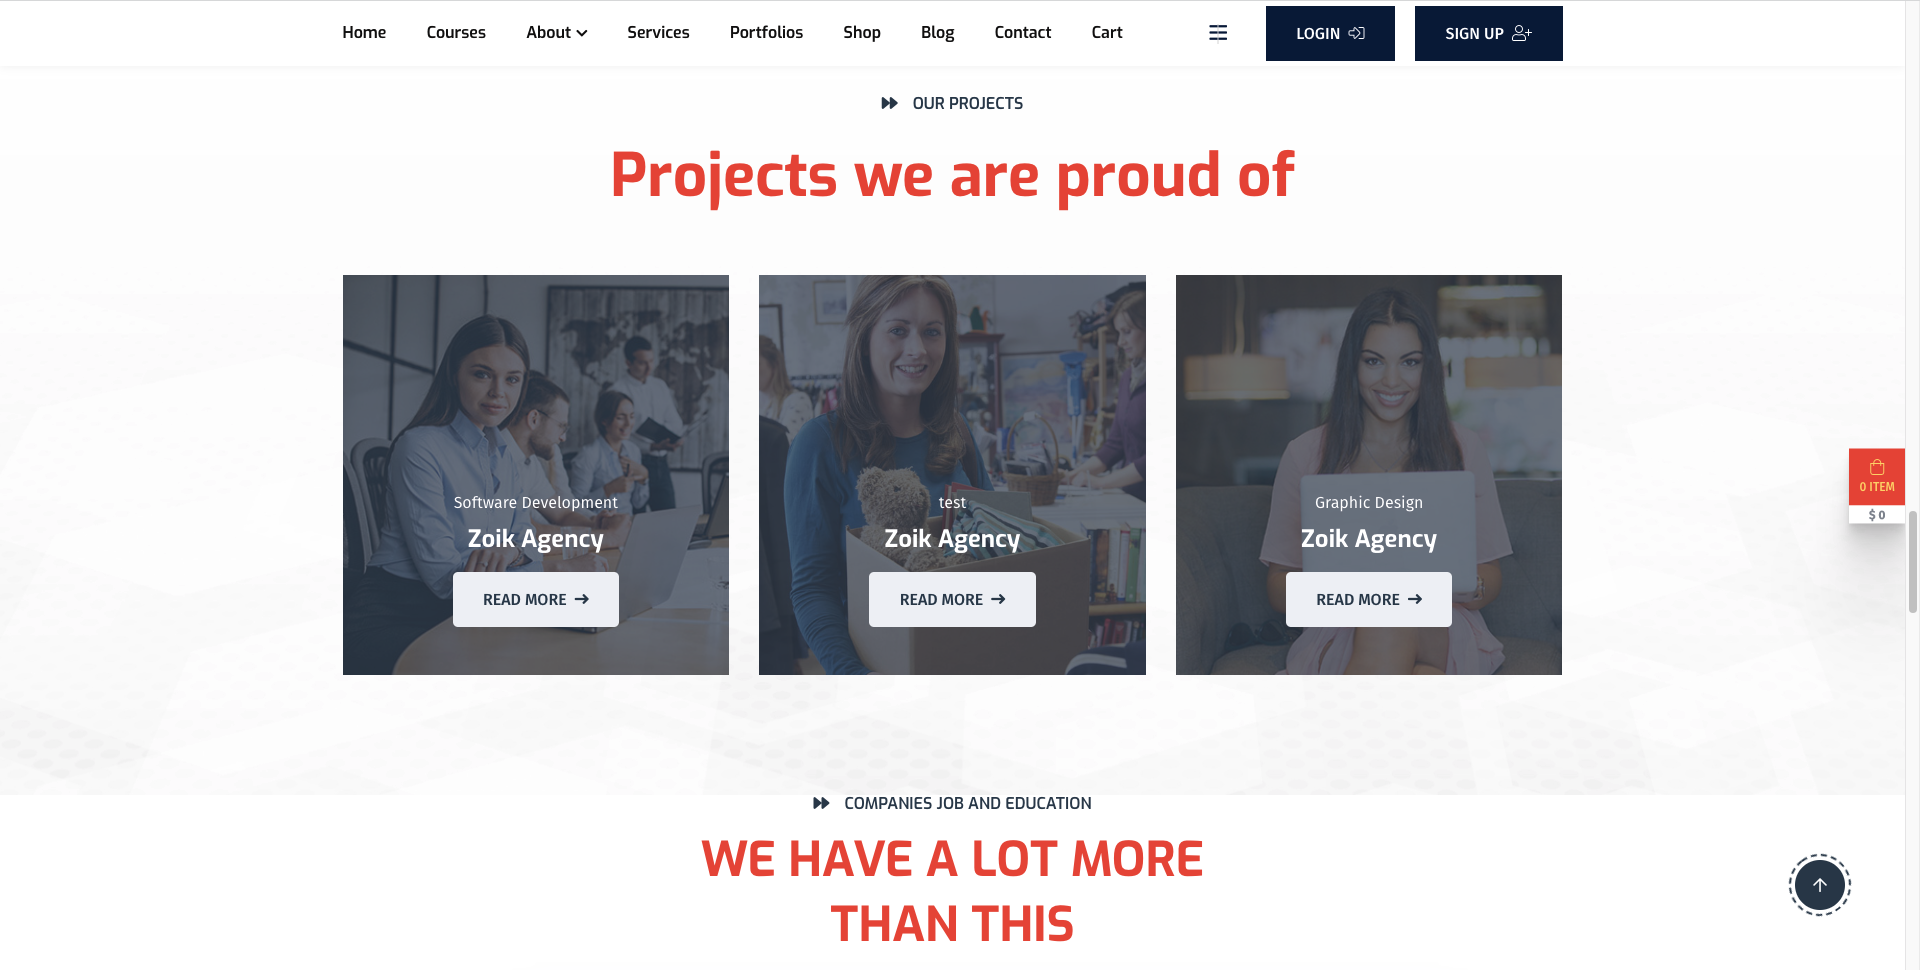 Home Courses About Services Portfolios Shop Blog Contact Cart LOGIN SIGN UP
OUR PROJECTS
Projects we are proud of
Software Development
Zoik Agency
READ MORE
test
Zoik Agency
READ MORE
Graphic Design
Zoik Agency
READ MORE
0 ITEM
$ 0
COMPANIES JOB AND EDUCATION
WE HAVE A LOT MORE
THAN THIS